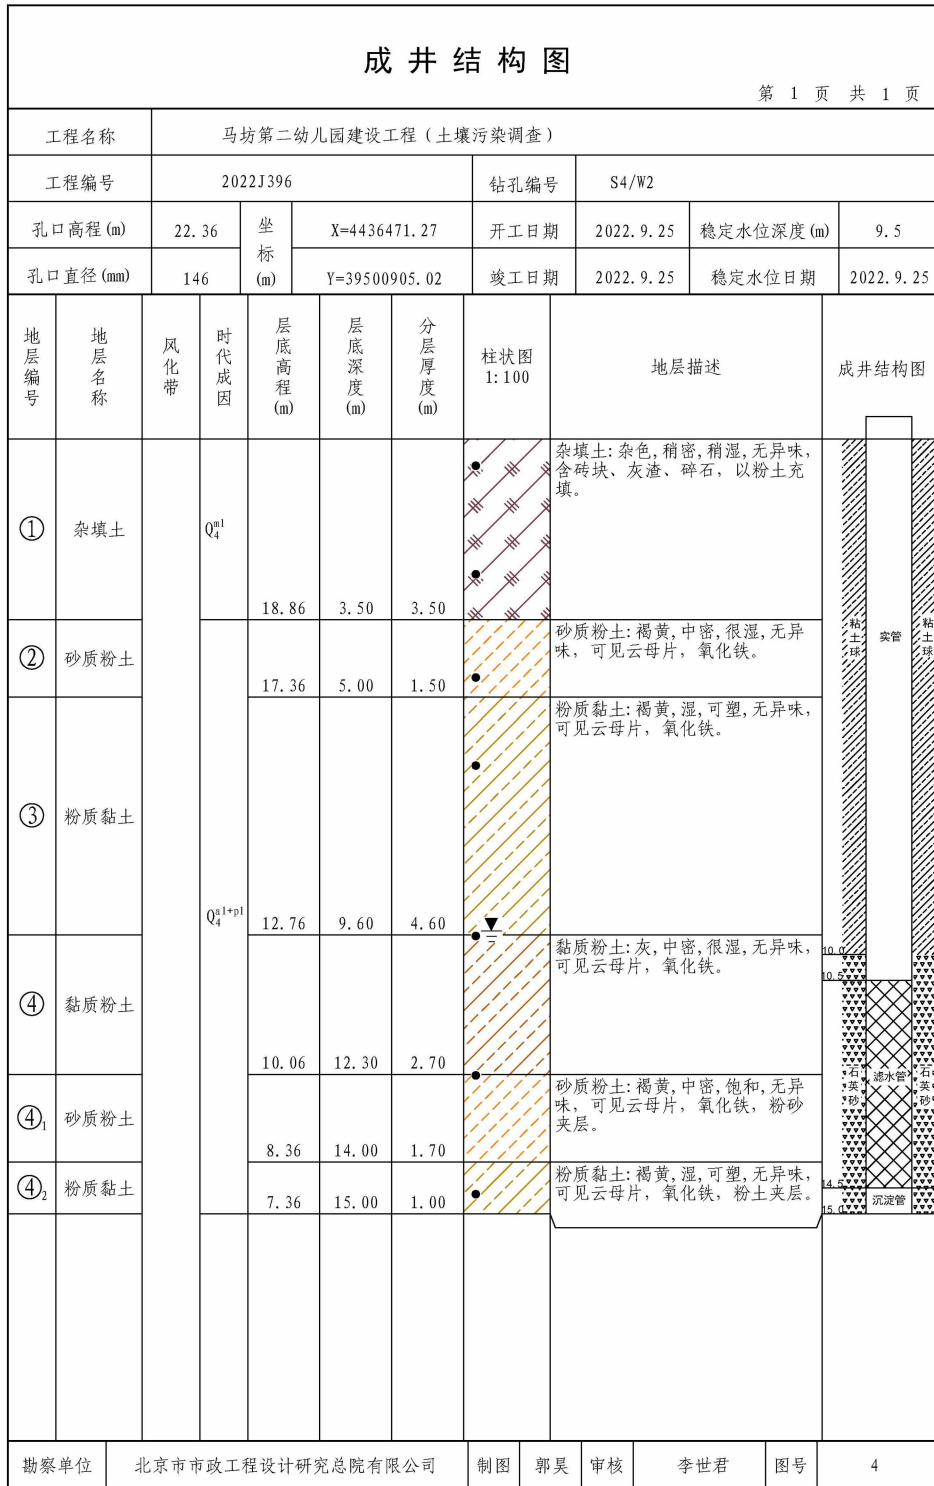 成井结构图
第 1 页 共 1 页
工程名称 马坊第二幼儿园建设工程（土壤污染调查）
工程编号 2022J396 钻孔编号 S4/W2
孔口高程(m) 22.36 坐标(m) X=4436471.27 开工日期 2022.9.25 稳定水位深度(m) 9.5
孔口直径(mm) 146 Y=39500905.02 竣工日期 2022.9.25 稳定水位日期 2022.9.25
地层编号 地层名称 风化带 时代成因 层底高程(m) 层底深度(m) 分层厚度(m) 柱状图 1:100 地层描述 成井结构图
① 杂填土 Q₄ᵐˡ 18.86 3.50 3.50
杂填土:杂色,稍密,稍湿,无异味,
含砖块、灰渣、碎石，以粉土充
填。
② 砂质粉土 17.36 5.00 1.50
砂质粉土:褐黄,中密,很湿,无异
味，可见云母片，氧化铁。
③ 粉质黏土 12.76 9.60 4.60
粉质黏土:褐黄,湿,可塑,无异味,
可见云母片，氧化铁。
Q₄ᵃˡ⁺ᵖˡ
④ 黏质粉土 10.06 12.30 2.70
黏质粉土:灰,中密,很湿,无异味,
可见云母片，氧化铁。
④₁ 砂质粉土 8.36 14.00 1.70
砂质粉土:褐黄,中密,饱和,无异
味，可见云母片，氧化铁，粉砂
夹层。
④₂ 粉质黏土 7.36 15.00 1.00
粉质黏土:褐黄,湿,可塑,无异味,
可见云母片，氧化铁，粉土夹层。
粘土球 实管 粘土球
10.0
10.5
石英砂 滤水管 石英砂
14.5
沉淀管
15.0
勘察单位 北京市市政工程设计研究总院有限公司 制图 郭昊 审核 李世君 图号 4